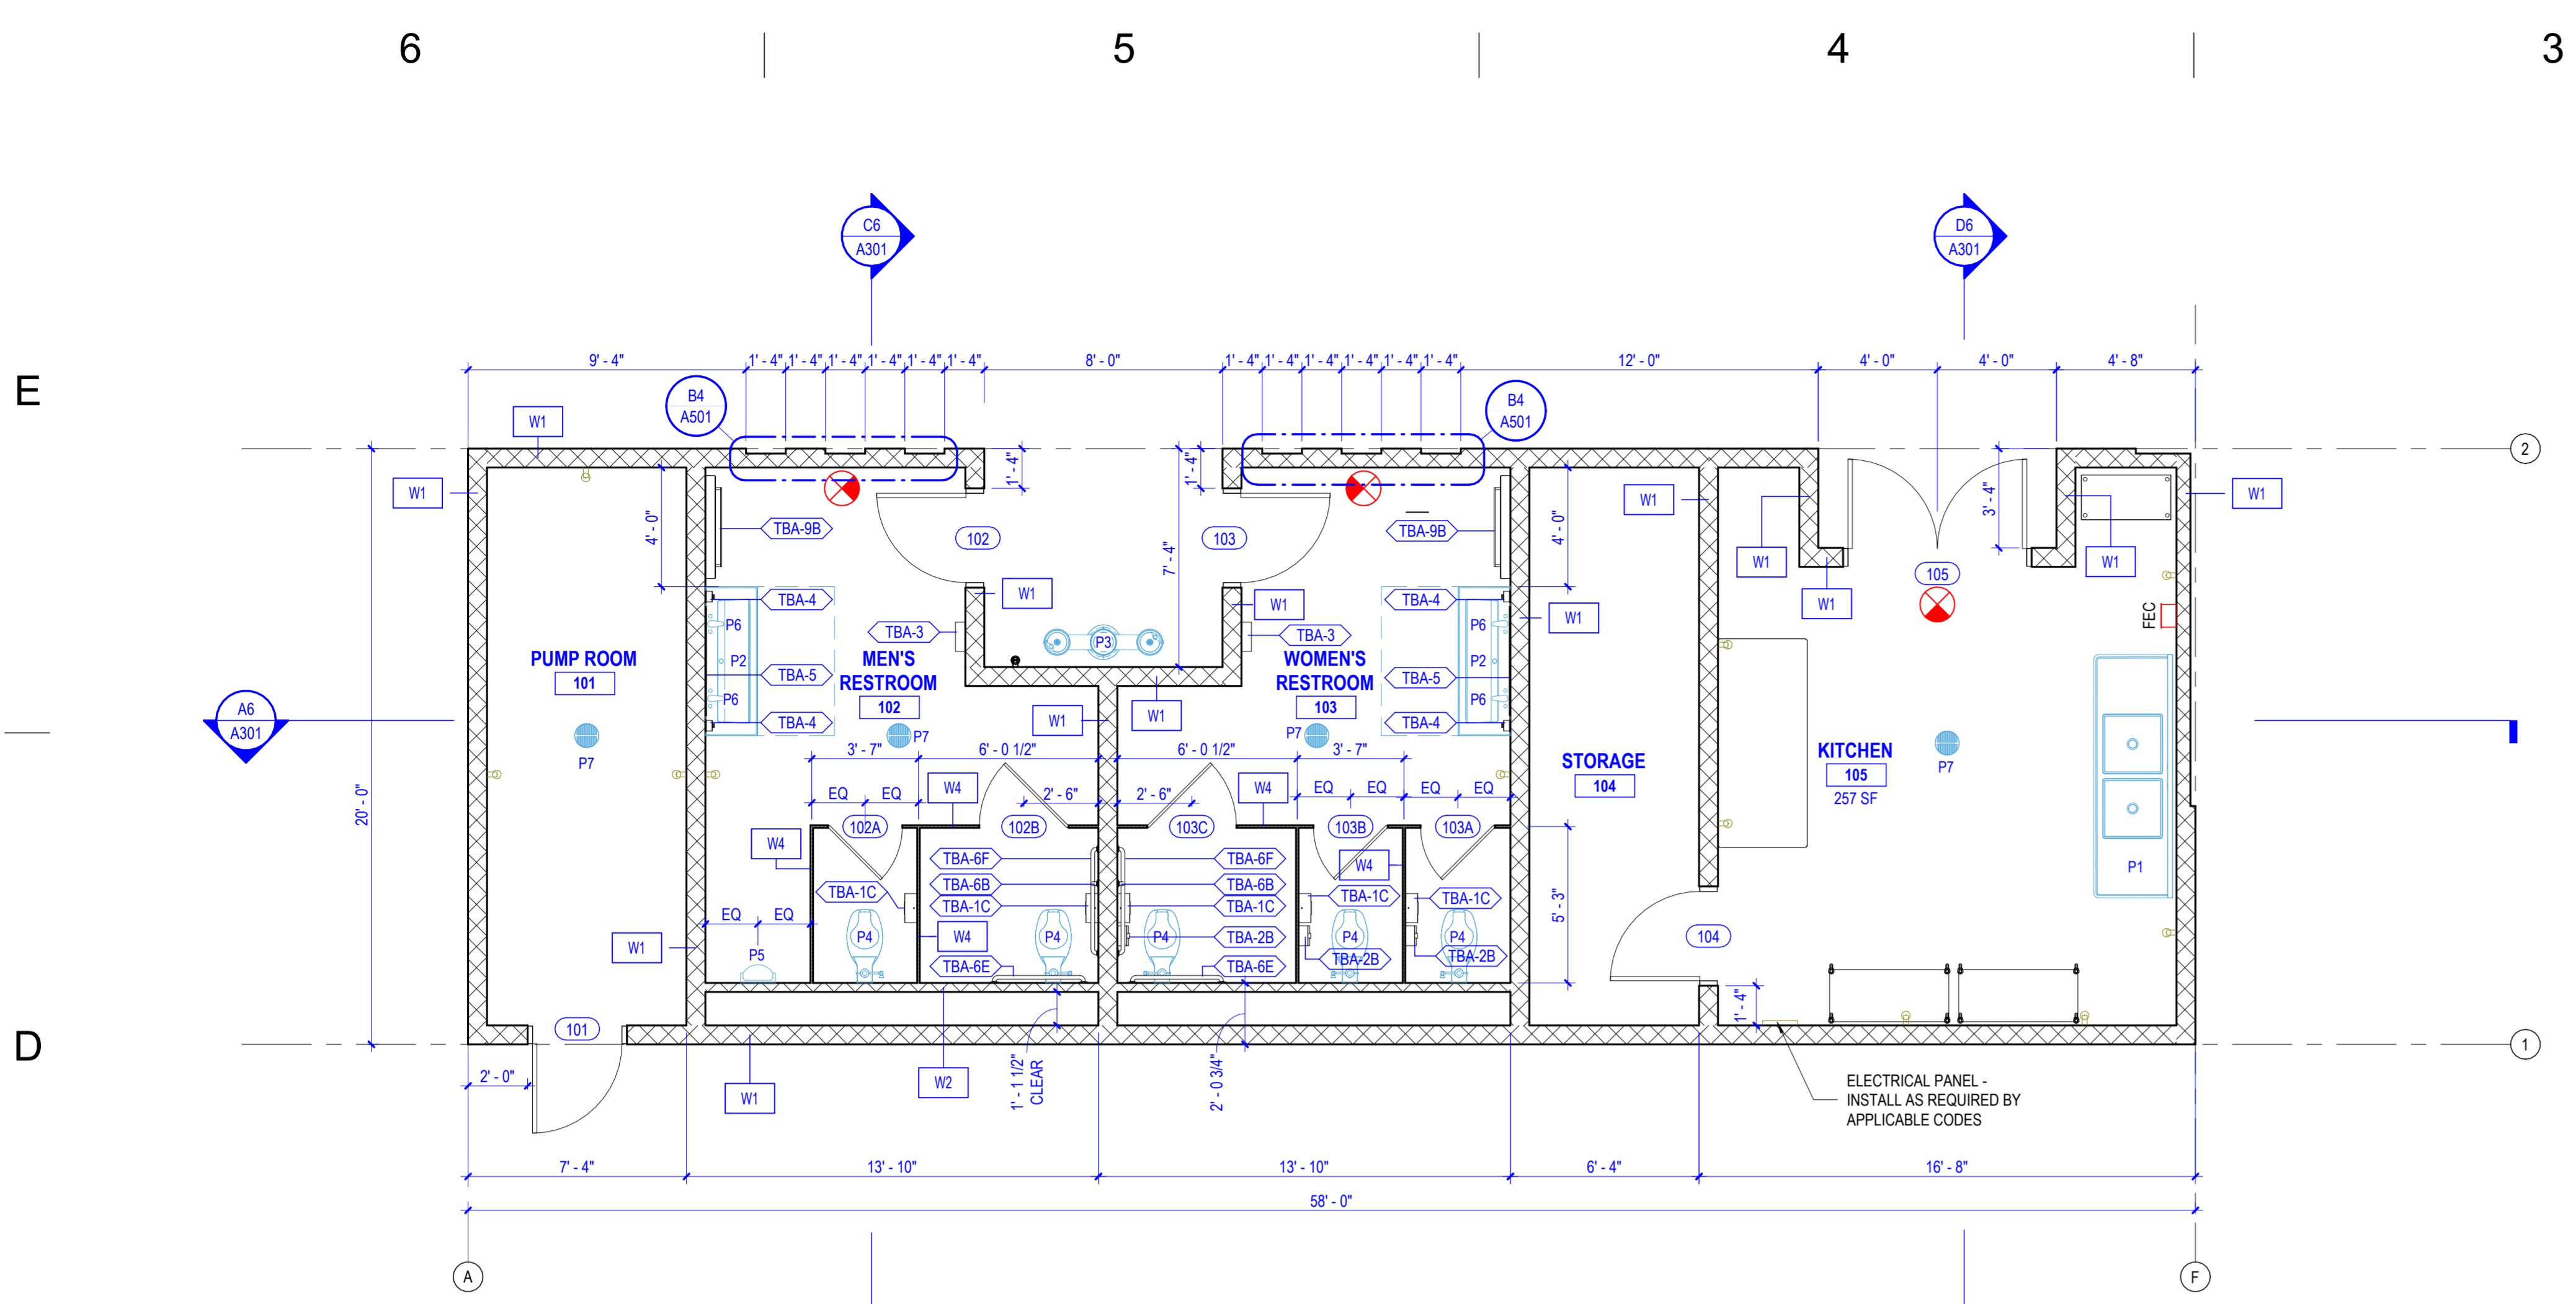 6
5
4
3
C6
A301
D6
A301
9' - 4"
1' - 4"
1' - 4"
1' - 4"
1' - 4"
1' - 4"
1' - 4"
8' - 0"
1' - 4"
1' - 4"
1' - 4"
1' - 4"
1' - 4"
1' - 4"
12' - 0"
4' - 0"
4' - 0"
4' - 8"
E
B4
A501
B4
A501
W1
2
1' - 4"
1' - 4"
W1
W1
W1
4' - 0"
TBA-9B
102
103
TBA-9B
4' - 0"
3' - 4"
7' - 4"
W1
W1
105
TBA-4
W1
W1
TBA-4
W1
W1
FEC
P6
TBA-3
P3
TBA-3
P6
PUMP ROOM
101
P2
MEN'S
RESTROOM
102
WOMEN'S
RESTROOM
103
P2
TBA-5
TBA-5
P6
P6
TBA-4
W1
W1
TBA-4
A6
A301
P7
P7
P7
3' - 7"
6' - 0 1/2"
6' - 0 1/2"
3' - 7"
STORAGE
104
KITCHEN
105
257 SF
P7
EQ
EQ
W4
2' - 6"
2' - 6"
W4
EQ
EQ
EQ
EQ
20' - 0"
102A
102B
103C
103B
103A
W4
TBA-6F
TBA-6F
W4
P1
TBA-6B
TBA-6B
TBA-1C
TBA-1C
TBA-1C
TBA-1C
TBA-1C
EQ
EQ
5' - 3"
W1
P4
W4
P4
P4
TBA-2B
P4
P4
104
P5
TBA-6E
TBA-6E
TBA-2B
TBA-2B
1' - 4"
D
101
1
2' - 0"
W1
W2
1' - 1 1/2"
CLEAR
2' - 0 3/4"
ELECTRICAL PANEL -
INSTALL AS REQUIRED BY
APPLICABLE CODES
7' - 4"
13' - 10"
13' - 10"
6' - 4"
16' - 8"
58' - 0"
A
F